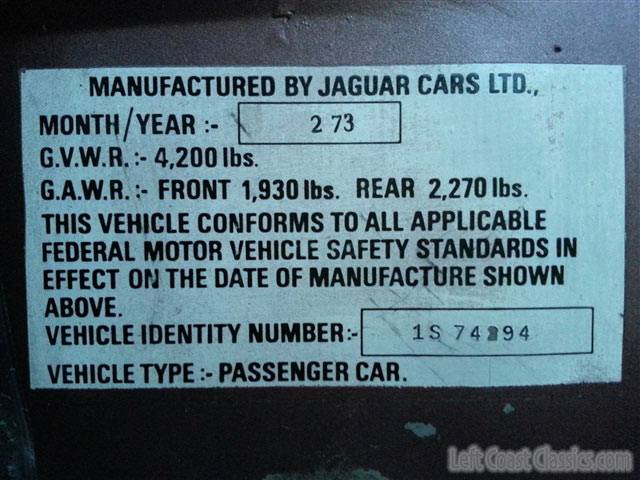 MANUFACTURED BY JAGUAR CARS LTD.,
MONTH/YEAR :- 2 73
G.V.W.R. :- 4,200 lbs.
G.A.W.R. :- FRONT 1,930 lbs. REAR 2,270 lbs.
THIS VEHICLE CONFORMS TO ALL APPLICABLE
FEDERAL MOTOR VEHICLE SAFETY STANDARDS IN
EFFECT ON THE DATE OF MANUFACTURE SHOWN
ABOVE.
VEHICLE IDENTITY NUMBER:- 1S
VEHICLE TYPE :- PASSENGER CAR.
Left Coast Classics.com